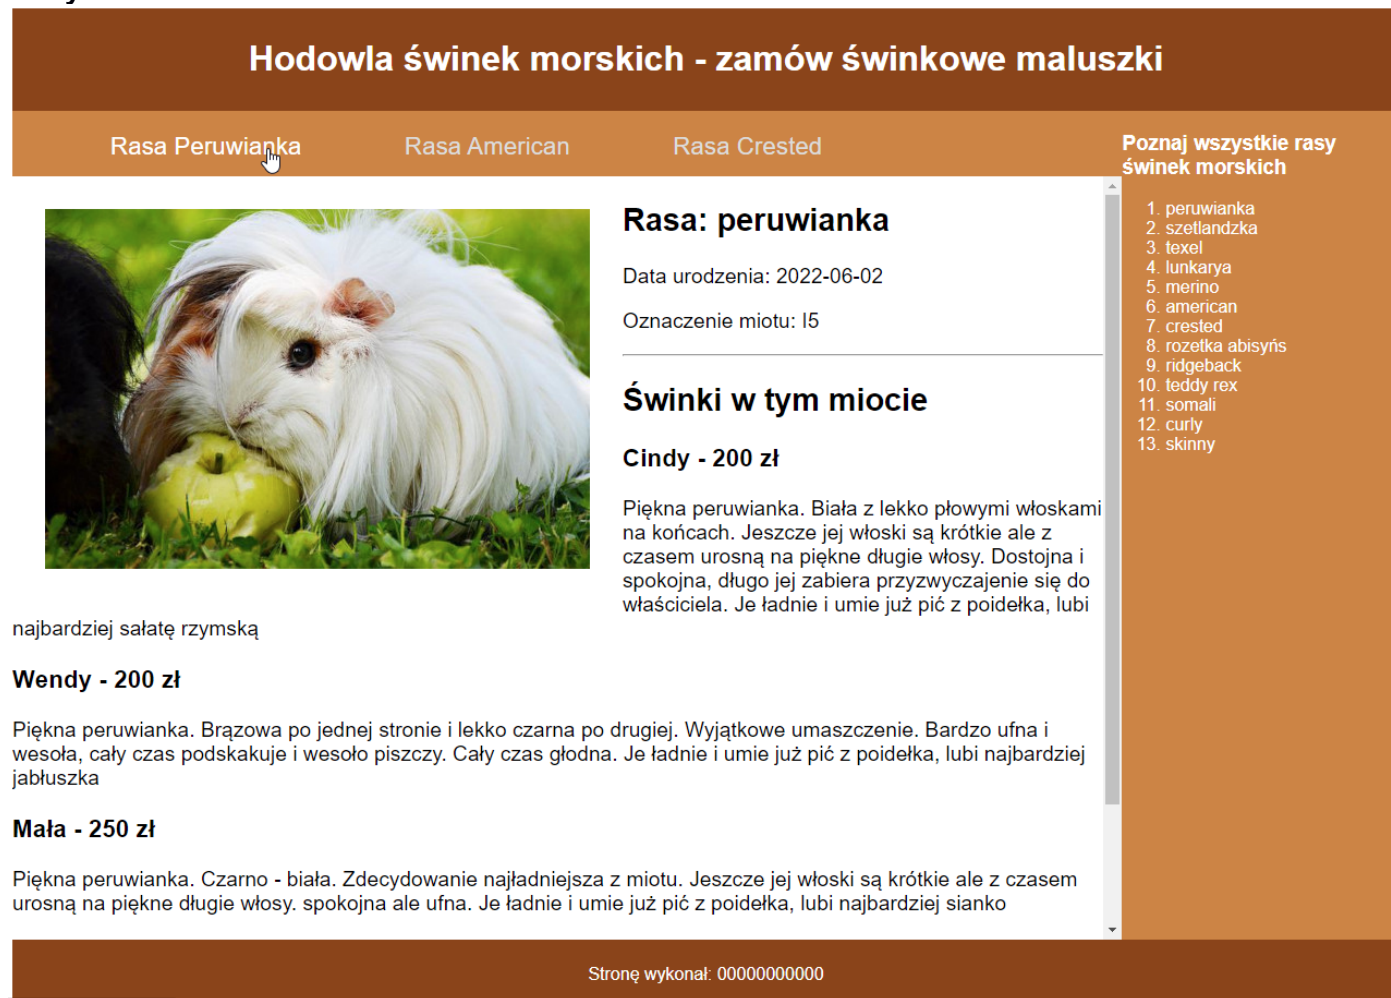 Hodowla świnek morskich - zamów świnkowe maluszki
Rasa Peruwianka
Rasa American
Rasa Crested
Rasa: peruwianka
Data urodzenia: 2022-06-02
Oznaczenie miotu: I5
Świnki w tym miocie
Cindy - 200 zł
Piękna peruwianka. Biała z lekko płowymi włoskami
na końcach. Jeszcze jej włoski są krótkie ale z
czasem urosną na piękne długie włosy. Dostojna i
spokojna, długo jej zabiera przyzwyczajenie się do
właściciela. Je ładnie i umie już pić z poidełka, lubi
najbardziej sałatę rzymską
Wendy - 200 zł
Piękna peruwianka. Brązowa po jednej stronie i lekko czarna po drugiej. Wyjątkowe umaszczenie. Bardzo ufna i
wesoła, cały czas podskakuje i wesoło piszczy. Cały czas głodna. Je ładnie i umie już pić z poidełka, lubi najbardziej
jabłuszka
Mała - 250 zł
Piękna peruwianka. Czarno - biała. Zdecydowanie najładniejsza z miotu. Jeszcze jej włoski są krótkie ale z czasem
urosną na piękne długie włosy. spokojna ale ufna. Je ładnie i umie już pić z poidełka, lubi najbardziej sianko
Poznaj wszystkie rasy
świnek morskich
1. peruwianka
2. szetlandzka
3. texel
4. lunkarya
5. merino
6. american
7. crested
8. rozetka abisyńs
9. ridgeback
10. teddy rex
11. somali
12. curly
13. skinny
Stronę wykonał: 00000000000